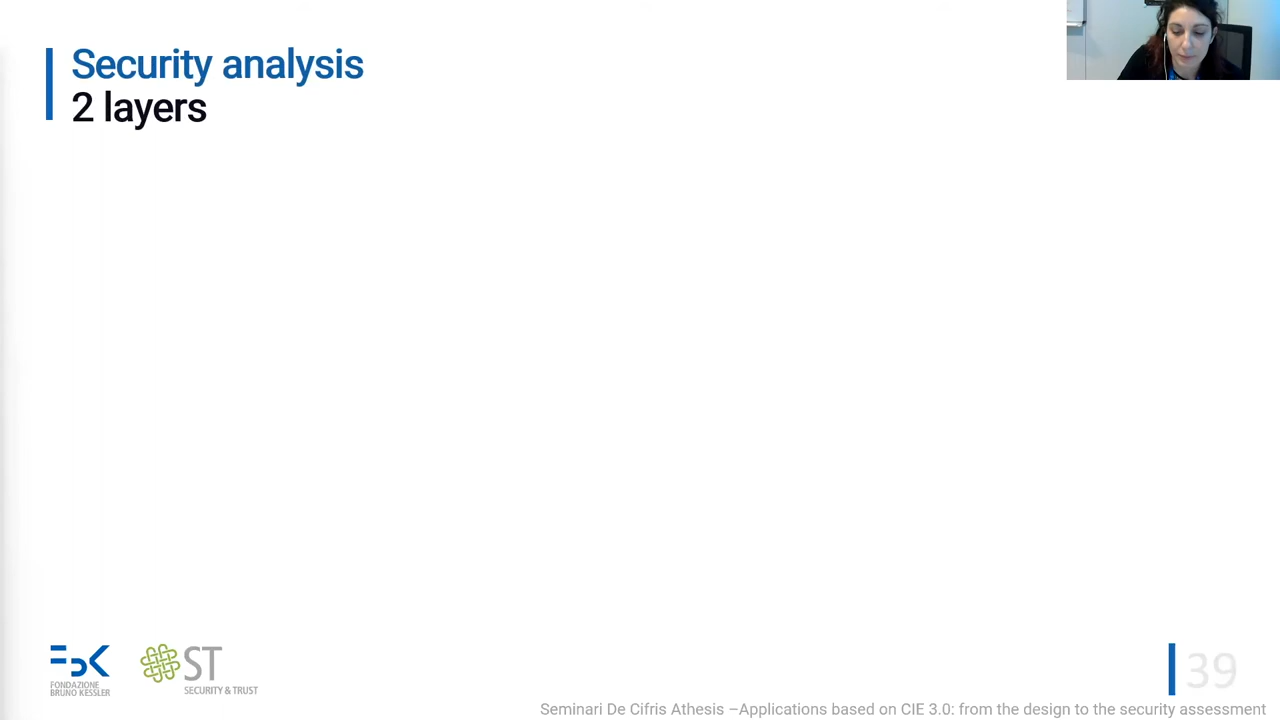 Security analysis
2 layers
FBK
FONDAZIONE
BRUNO KESSLER
ST
SECURITY & TRUST
39
Seminari De Cifris Athesis –Applications based on CIE 3.0: from the design to the security assessment